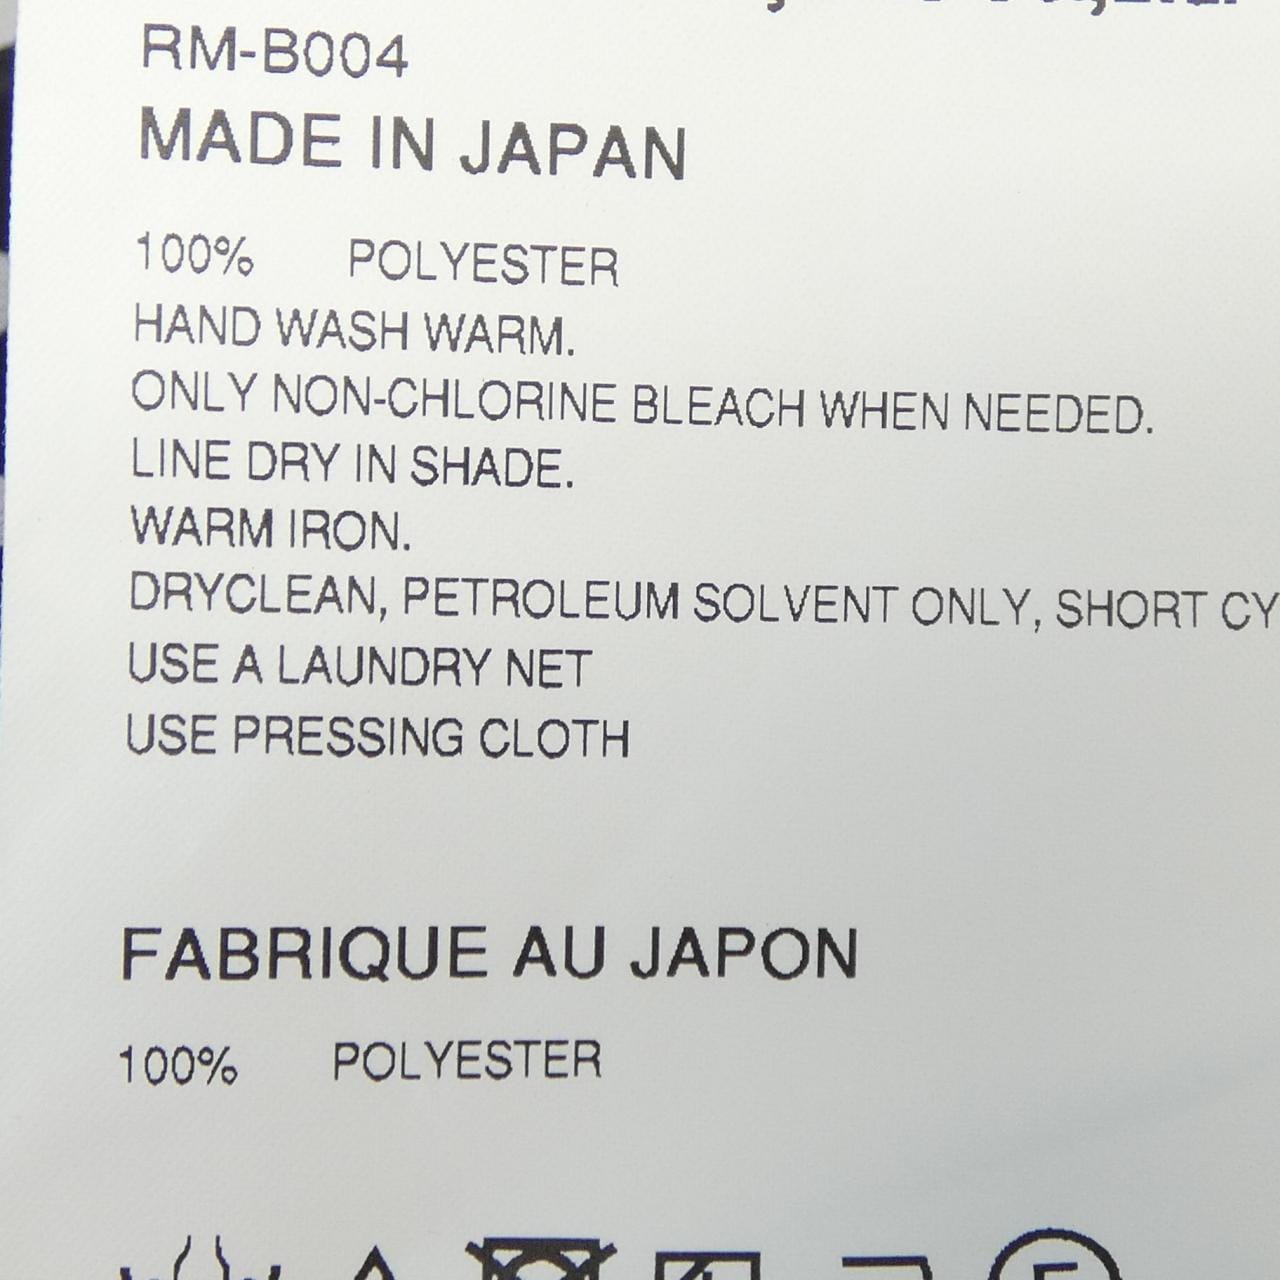 RM-B004
MADE IN JAPAN
100% POLYESTER
HAND WASH WARM.
ONLY NON-CHLORINE BLEACH WHEN NEEDED.
LINE DRY IN SHADE.
WARM IRON.
DRYCLEAN, PETROLEUM SOLVENT ONLY, SHORT CY
USE A LAUNDRY NET
USE PRESSING CLOTH
FABRIQUE AU JAPON
100% POLYESTER